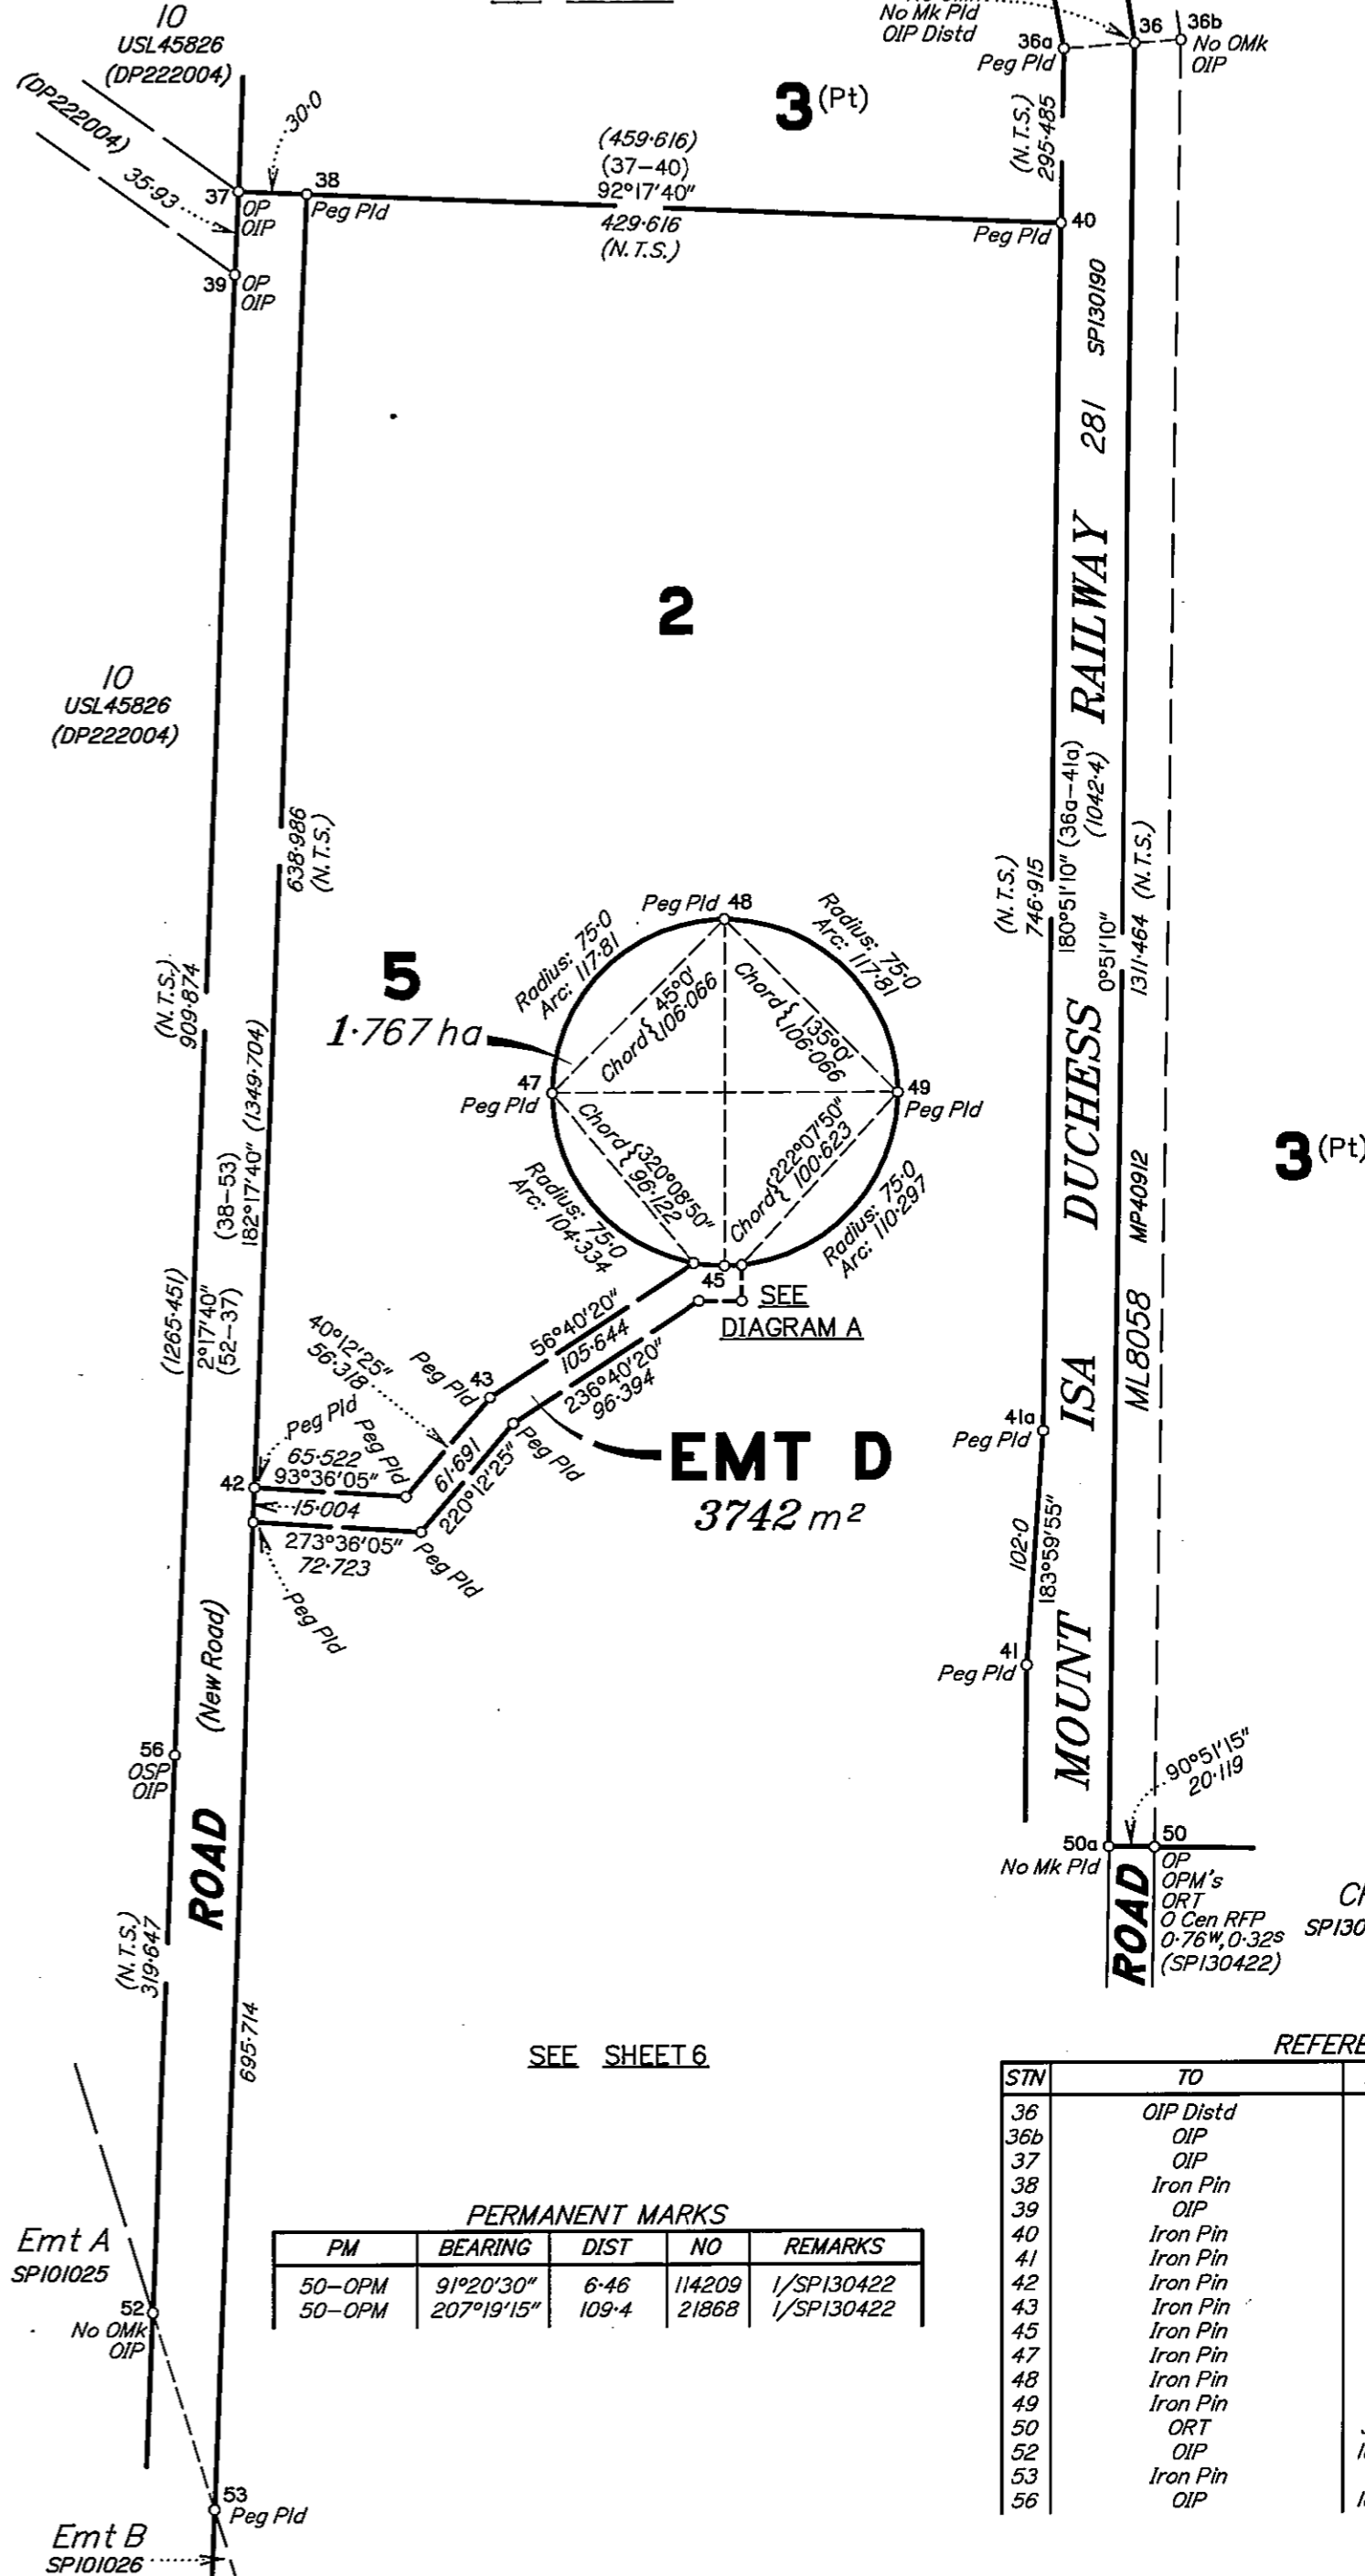 10
USL45826
(DP222004)
(DP222004)
35·93
30·0
37
OP
OIP
38
Peg Pld
39
OP
OIP
3 (Pt)
(459·616)
(37-40)
92°17'40"
429·616
(N.T.S.)
No Mk Pld
OIP Distd
36a
Peg Pld
36
36b
No OMk
OIP
(N.T.S.)
295·485
40
Peg Pld
SP130190
281
RAILWAY
2
10
USL45826
(DP222004)
638·986
(N.T.S.)
(N.T.S.)
909·874
(38-53)
182°17'40" (1349·704)
(1265·451)
2°17'40"
(52-37)
5
1·767 ha
Peg Pld 48
Radius: 75·0
Arc: 117·81
Radius: 75·0
Arc: 117·81
Chord { 45°0'
106·066
Chord { 135°0'
106·066
47
Peg Pld
49
Peg Pld
Chord { 320°08'50"
96·122
Chord { 222°07'50"
100·623
Radius: 75·0
Arc: 104·334
Radius: 75·0
Arc: 110·297
45
SEE
DIAGRAM A
(N.T.S.)
746·915
180°51'10" (36a-41a)
(1042·4)
0°51'10"
1311·464 (N.T.S.)
DUCHESS
MP40912
ML8058
ISA
MOUNT
3 (Pt)
40°12'25"
56·318
Peg Pld
43
56°40'20"
105·644
236°40'20"
96·394
Peg Pld
Peg Pld
65·522
93°36'05"
42
15·004
61·691
220°12'25"
Peg Pld
273°36'05"
72·723
Peg Pld
Peg Pld
EMT D
3742 m²
41a
Peg Pld
102·0
183°59'55"
41
Peg Pld
(New Road)
ROAD
56
OSP
OIP
90°51'15"
20·119
50a
No Mk Pld
50
OP
OPM's
ORT
O Cen RFP
0·76ᵂ, 0·32ˢ
(SP130422)
ROAD
SP130
(N.T.S.)
319·647
695·714
SEE SHEET 6
PERMANENT MARKS
PM BEARING DIST NO REMARKS
50-OPM 91°20'30" 6·46 114209 1/SP130422
50-OPM 207°19'15" 109·4 21868 1/SP130422
STN TO
36 OIP Distd
36b OIP
37 OIP
38 Iron Pin
39 OIP
40 Iron Pin
41 Iron Pin
42 Iron Pin
43 Iron Pin
45 Iron Pin
47 Iron Pin
48 Iron Pin
49 Iron Pin
50 ORT
52 OIP
53 Iron Pin
56 OIP
Emt A
SP101025
52
No OMk
OIP
53
Peg Pld
Emt B
SP101026